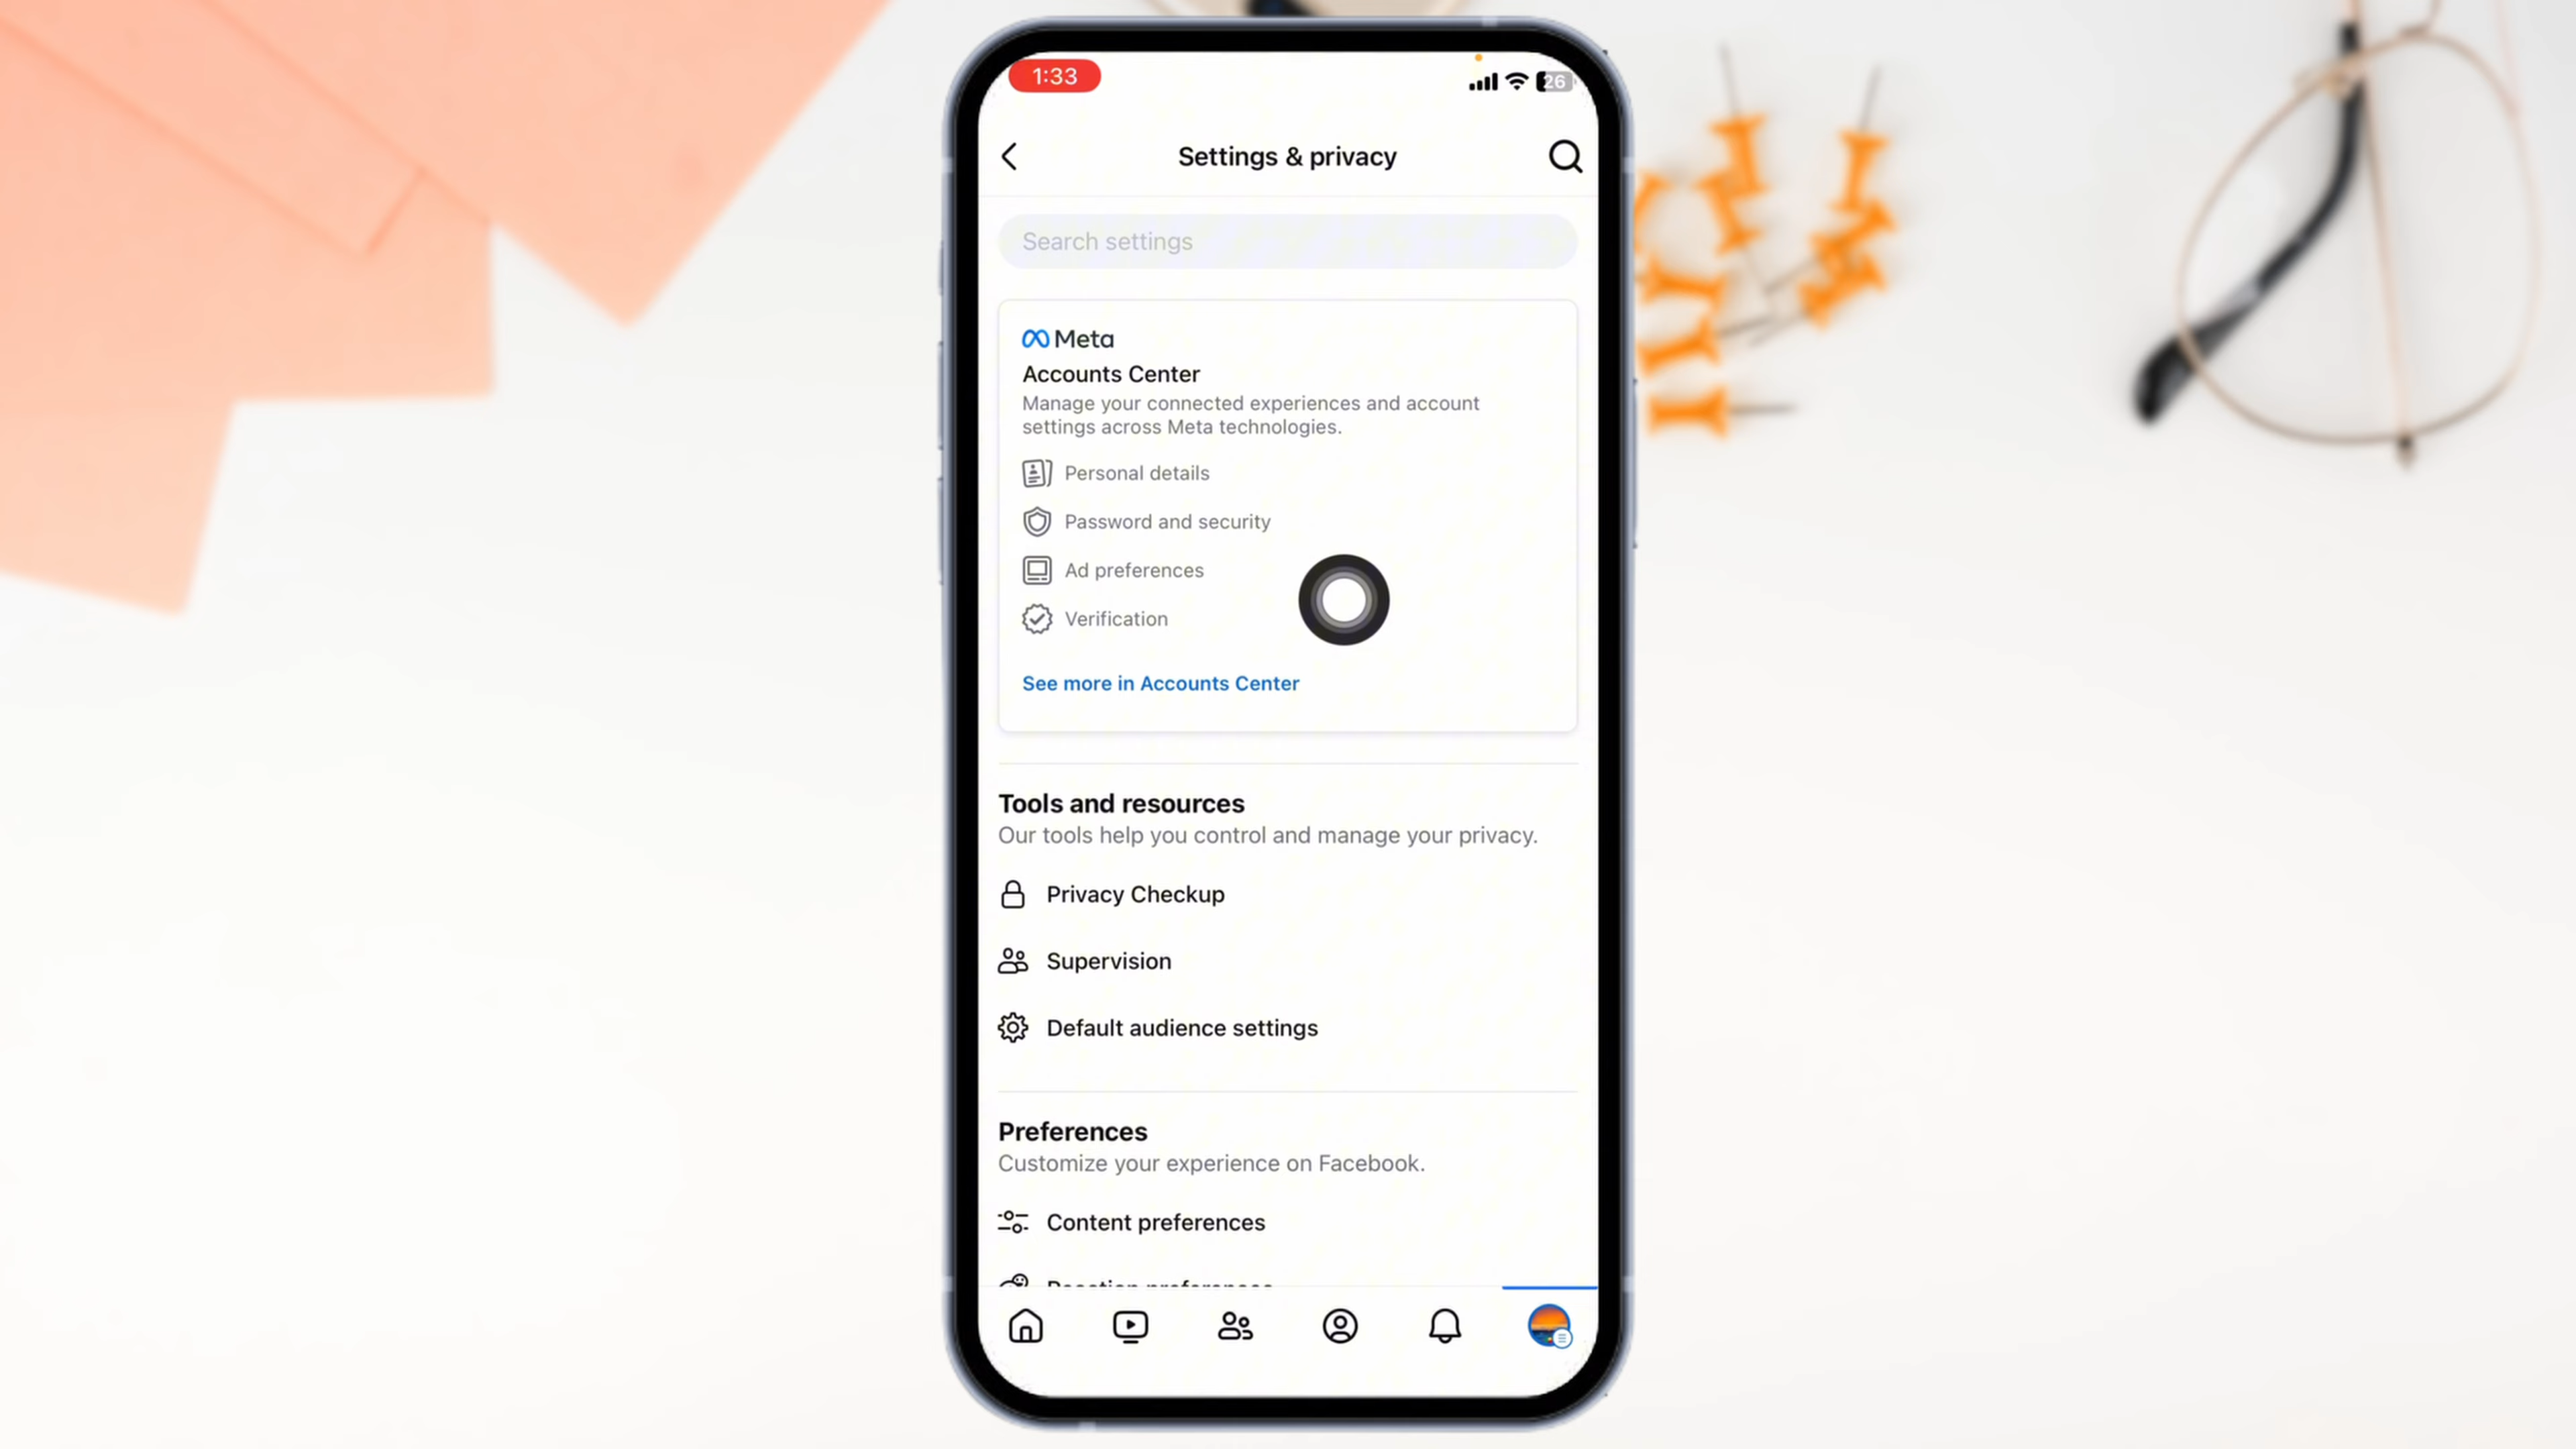 1:33
26
Settings & privacy
Search settings
Meta
Accounts Center
Manage your connected experiences and account
settings across Meta technologies.
Personal details
Password and security
Ad preferences
Verification
See more in Accounts Center
Tools and resources
Our tools help you control and manage your privacy.
Privacy Checkup
Supervision
Default audience settings
Preferences
Customize your experience on Facebook.
Content preferences